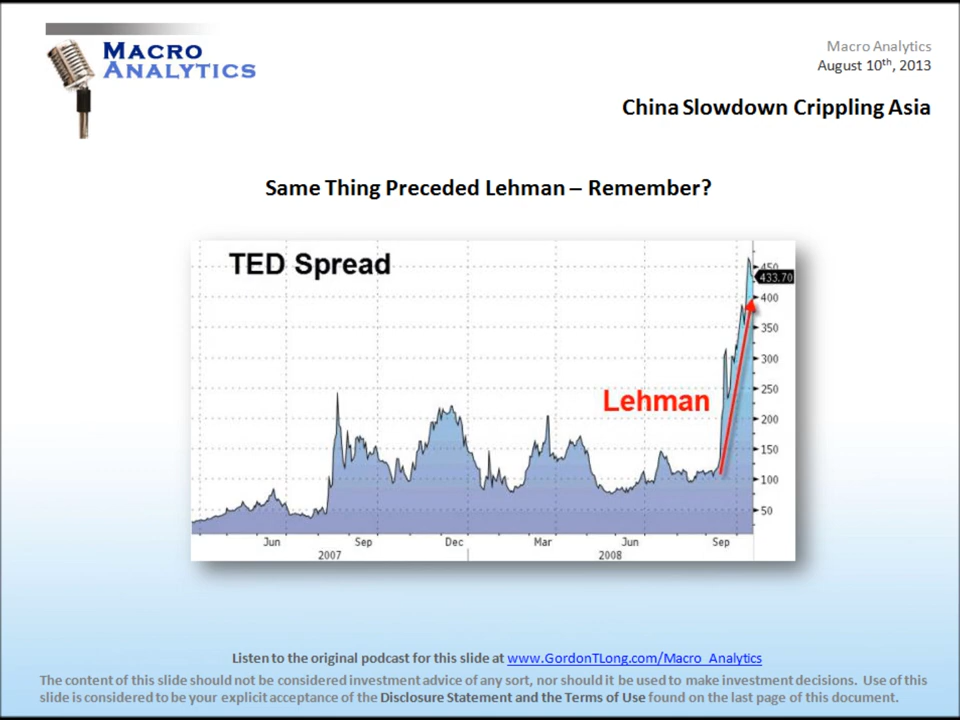 MACRO
ANALYTICS
Macro Analytics
August 10th, 2013
China Slowdown Crippling Asia
Same Thing Preceded Lehman – Remember?
TED Spread
450
433.70
400
350
300
250
Lehman
200
150
100
50
Jun Sep Dec Mar Jun Sep
2007 2008
Listen to the original podcast for this slide at www.GordonTLong.com/Macro_Analytics
The content of this slide should not be considered investment advice of any sort, nor should it be used to make investment decisions. Use of this
slide is considered to be your explicit acceptance of the Disclosure Statement and the Terms of Use found on the last page of this document.